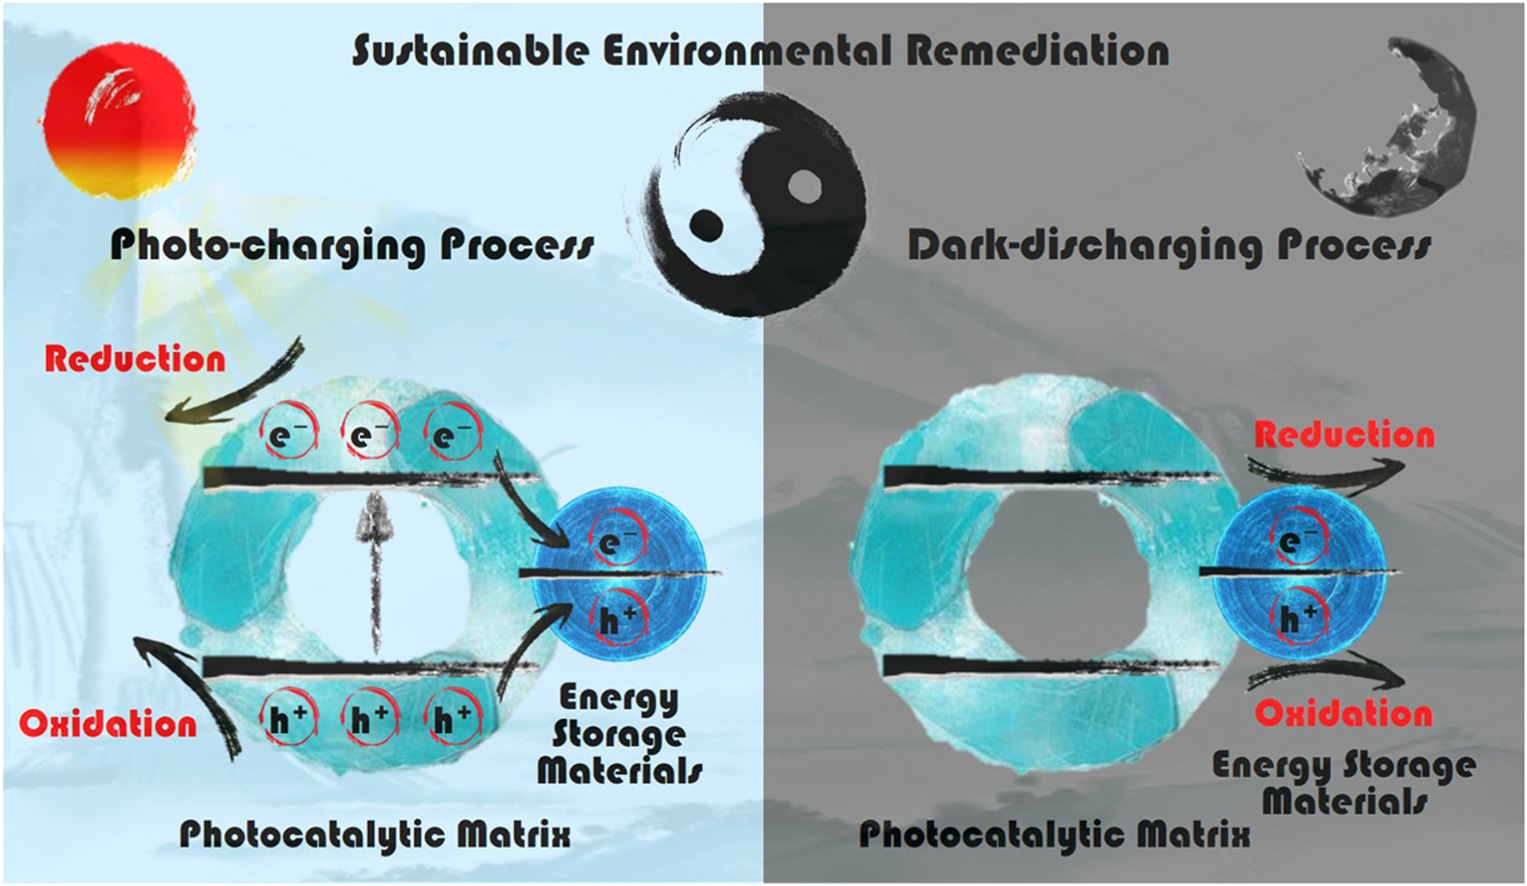 Sustainable Environmental Remediation
Photo-charging Process
Dark-discharging Process
Reduction
e⁻ e⁻ e⁻
e⁻
h⁺
Oxidation
h⁺ h⁺ h⁺
Energy
Storage
Materials
Photocatalytic Matrix
Reduction
e⁻
h⁺
Oxidation
Energy Storage
Materials
Photocatalytic Matrix